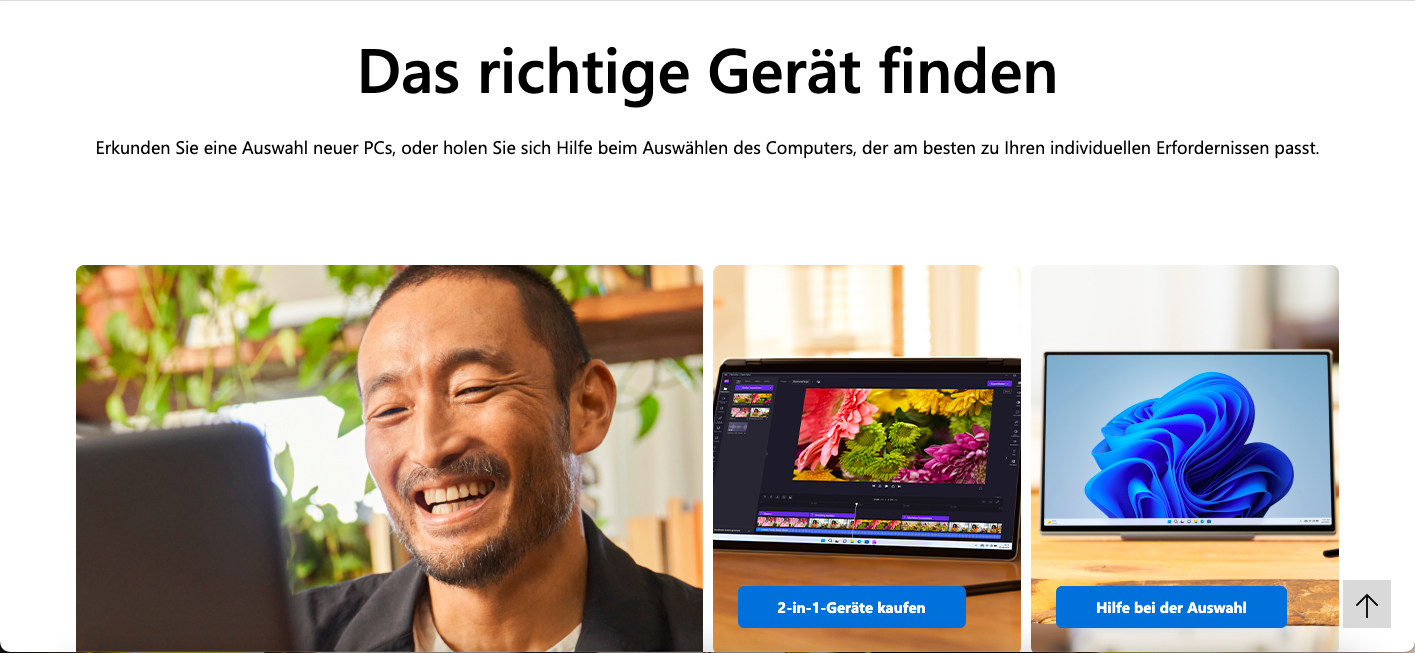 Das richtige Gerät finden
Erkunden Sie eine Auswahl neuer PCs, oder holen Sie sich Hilfe beim Auswählen des Computers, der am besten zu Ihren individuellen Erfordernissen passt.
2-in-1-Geräte kaufen
Hilfe bei der Auswahl